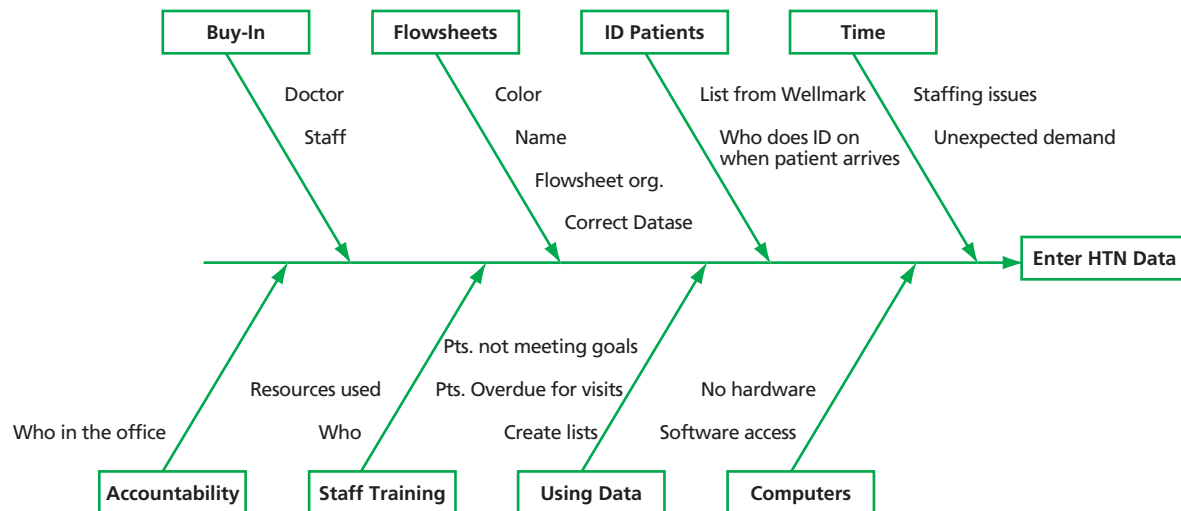 Buy-In
Flowsheets
ID Patients
Time
Doctor
Staff
Color
Name
Flowsheet org.
Correct Datase
List from Wellmark
Who does ID on
when patient arrives
Staffing issues
Unexpected demand
Enter HTN Data
Who in the office
Resources used
Who
Pts. not meeting goals
Pts. Overdue for visits
Create lists
No hardware
Software access
Accountability
Staff Training
Using Data
Computers